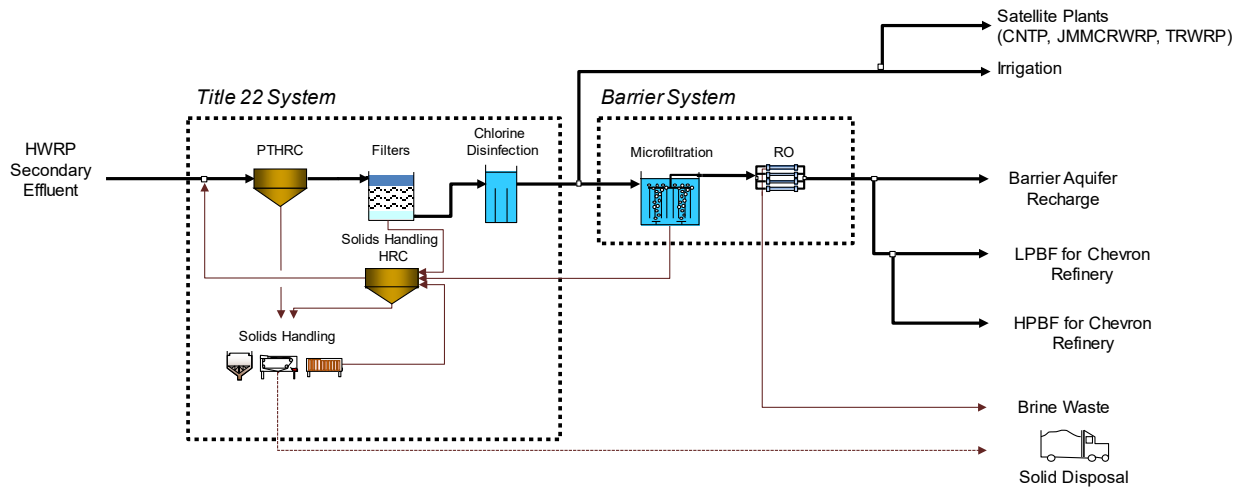 Satellite Plants
(CNTP, JMMCRWRP, TRWRP)
Irrigation
Title 22 System
Barrier System
HWRP
Secondary
Effluent
PTHRC
Filters
Chlorine
Disinfection
Microfiltration
RO
Barrier Aquifer
Recharge
Solids Handling
HRC
LPBF for Chevron
Refinery
HPBF for Chevron
Refinery
Solids Handling
Brine Waste
Solid Disposal